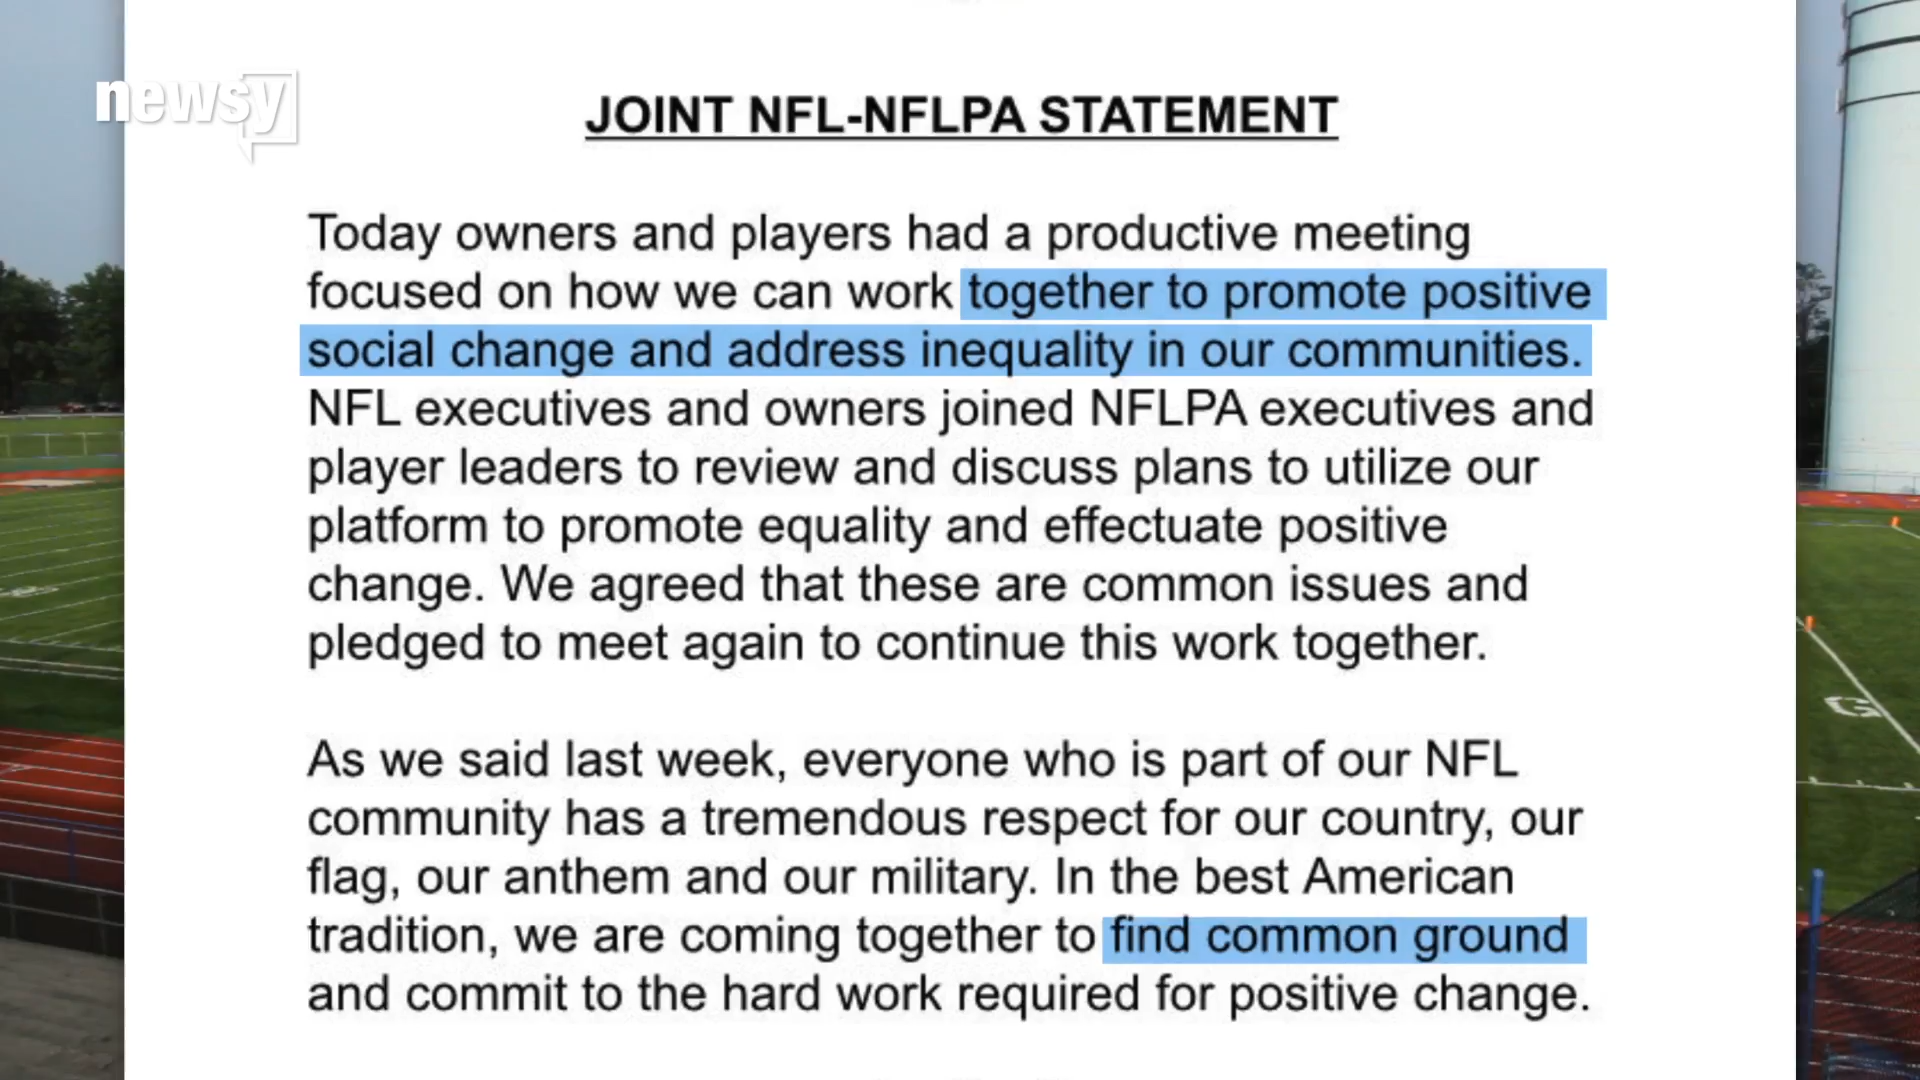 newsy
JOINT NFL-NFLPA STATEMENT
Today owners and players had a productive meeting
focused on how we can work together to promote positive
social change and address inequality in our communities.
NFL executives and owners joined NFLPA executives and
player leaders to review and discuss plans to utilize our
platform to promote equality and effectuate positive
change. We agreed that these are common issues and
pledged to meet again to continue this work together.
As we said last week, everyone who is part of our NFL
community has a tremendous respect for our country, our
flag, our anthem and our military. In the best American
tradition, we are coming together to find common ground
and commit to the hard work required for positive change.
G